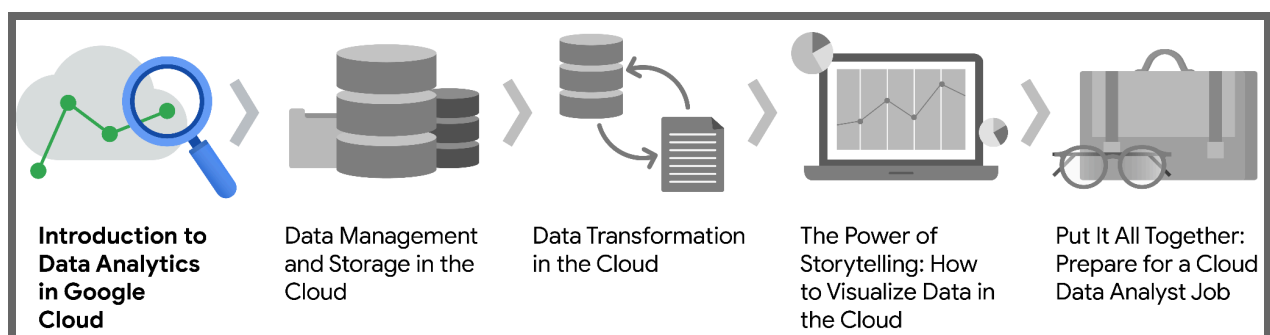 Introduction to
Data Analytics
in Google
Cloud
Data Management
and Storage in the
Cloud
Data Transformation
in the Cloud
The Power of
Storytelling: How
to Visualize Data in
the Cloud
Put It All Together:
Prepare for a Cloud
Data Analyst Job